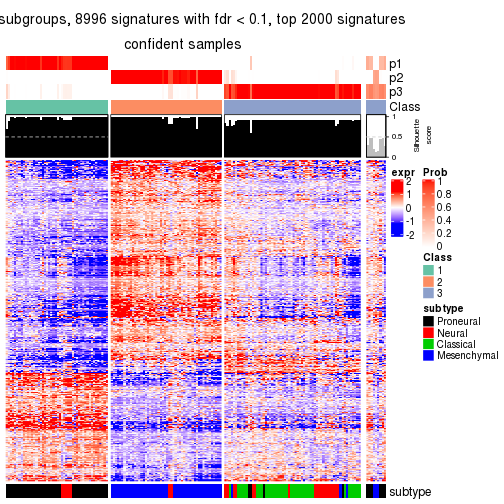 subgroups, 8996 signatures with fdr < 0.1, top 2000 signatures
confident samples
p1
p2
p3
Class
1
0.5
0
Silhouette
score
expr
2
1
0
-1
-2
Prob
1
0.8
0.6
0.4
0.2
0
Class
1
2
3
subtype
Proneural
Neural
Classical
Mesenchymal
subtype